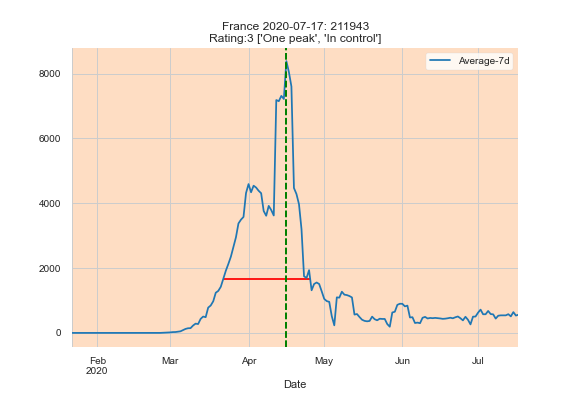 France 2020-07-17: 211943
Rating:3 ['One peak', 'In control']
Average-7d
8000
6000
4000
2000
0
Feb
2020
Mar
Apr
May
Jun
Jul
Date